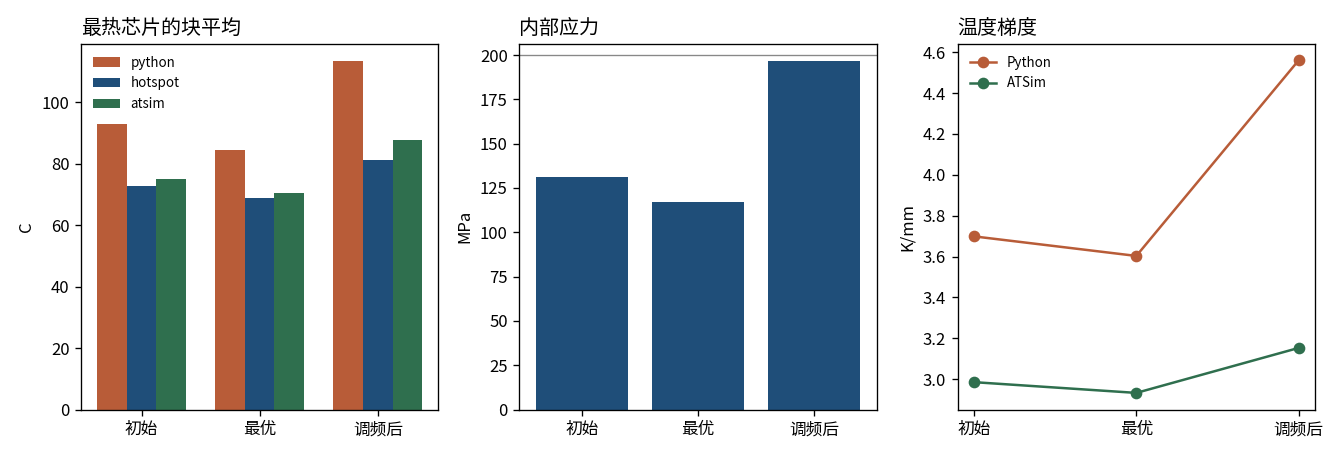 最热芯片的块平均
python
hotspot
atsim
C
100
80
60
40
20
0
初始
最优
调频后
内部应力
MPa
200
175
150
125
100
75
50
25
0
初始
最优
调频后
温度梯度
Python
ATSim
K/mm
4.6
4.4
4.2
4.0
3.8
3.6
3.4
3.2
3.0
初始
最优
调频后